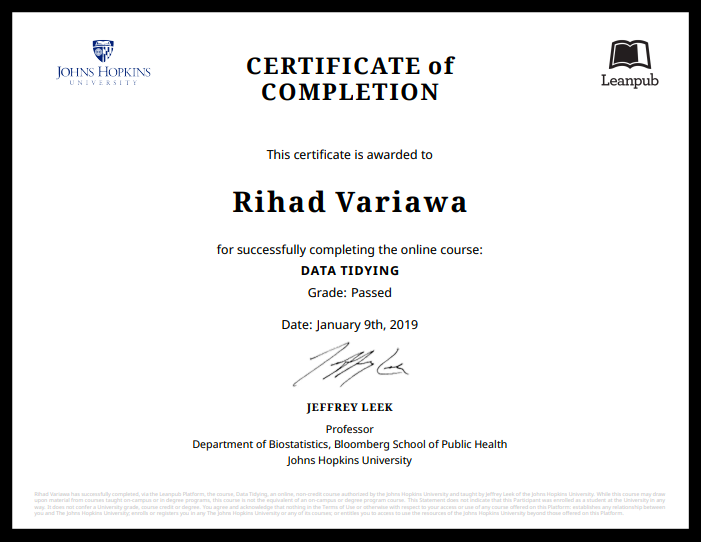 JOHNS HOPKINS
UNIVERSITY
CERTIFICATE of
COMPLETION
Leanpub
This certificate is awarded to
Rihad Variawa
for successfully completing the online course:
DATA TIDYING
Grade: Passed
Date: January 9th, 2019
JEFFREY LEEK
Professor
Department of Biostatistics, Bloomberg School of Public Health
Johns Hopkins University
Rihad Variawa has successfully completed, via the Leanpub Platform, the course, Data Tidying, an online, non-credit course authorized by the Johns Hopkins University and taught by Jeffrey Leek of the Johns Hopkins University. While this course may draw
upon material from courses taught on-campus or in degree programs, this course is not the equivalent of an on-campus or degree program course. This Statement does not indicate that this Participant was enrolled as a student at the University in any
way. It does not confer a University grade, course credit or degree. You agree and acknowledge that nothing in the Terms of Use or otherwise with respect to your access or use of any course offered on this Platform: establishes any relationship between
you and The Johns Hopkins University; enrolls or registers you in any The Johns Hopkins University or any of its courses; or entitles you to access to use the resources of the Johns Hopkins University beyond those offered on this Platform.